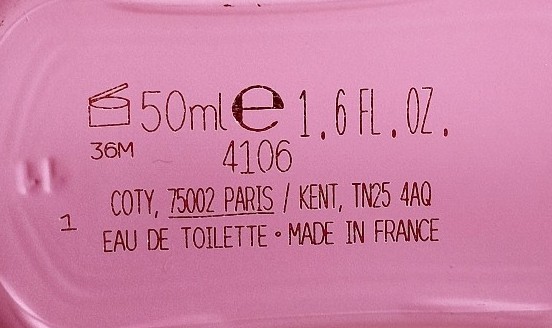 50ml ℮ 1.6 FL. OZ.
36M 4106
COTY, 75002 PARIS / KENT, TN25 4AQ
1
EAU DE TOILETTE • MADE IN FRANCE